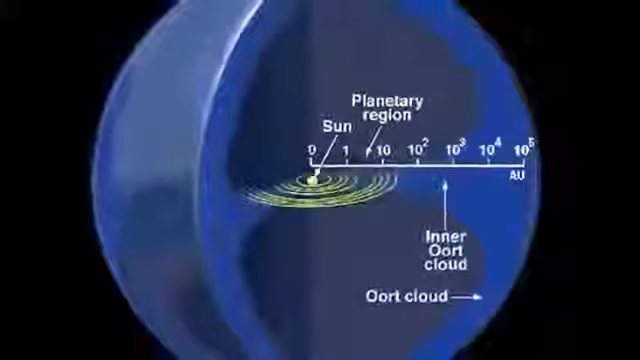 Planetary
region
Sun
0 1 10 10² 10³ 10⁴ 10⁵
AU
Inner
Oort
cloud
Oort cloud